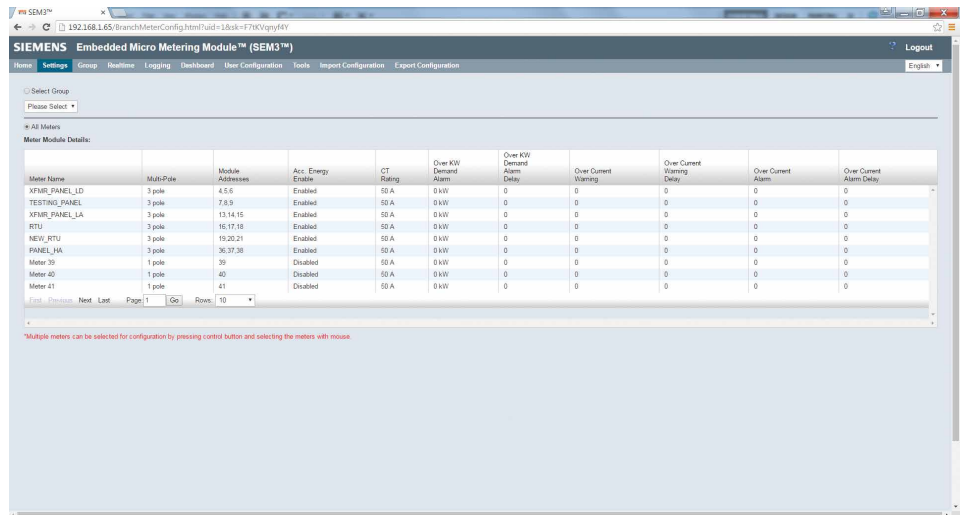 SEM3™
192.168.1.65/BranchMeterConfig.html?uid=1&sk=F7tKVqnyf4Y
SIEMENS Embedded Micro Metering Module™ (SEM3™) ? Logout
Home Settings Group Realtime Logging Dashboard User Configuration Tools Import Configuration Export Configuration English
Select Group
Please Select
All Meters
Meter Module Details:
Meter Name Multi-Pole Module Addresses Acc. Energy Enable CT Rating Over KW Demand Alarm Over KW Demand Alarm Delay Over Current Warning Over Current Warning Delay Over Current Alarm Over Current Alarm Delay
XFMR_PANEL_LD 3 pole 4,5,6 Enabled 50 A 0 kW 0 0 0 0 0
TESTING_PANEL 3 pole 7,8,9 Enabled 50 A 0 kW 0 0 0 0 0
XFMR_PANEL_LA 3 pole 13,14,15 Enabled 50 A 0 kW 0 0 0 0 0
RTU 3 pole 16,17,18 Enabled 50 A 0 kW 0 0 0 0 0
NEW_RTU 3 pole 19,20,21 Enabled 50 A 0 kW 0 0 0 0 0
PANEL_HA 3 pole 36,37,38 Enabled 50 A 0 kW 0 0 0 0 0
Meter 39 1 pole 39 Disabled 50 A 0 kW 0 0 0 0 0
Meter 40 1 pole 40 Disabled 50 A 0 kW 0 0 0 0 0
Meter 41 1 pole 41 Disabled 50 A 0 kW 0 0 0 0 0
First Previous Next Last Page 1 Go Rows: 10
*Multiple meters can be selected for configuration by pressing control button and selecting the meters with mouse.